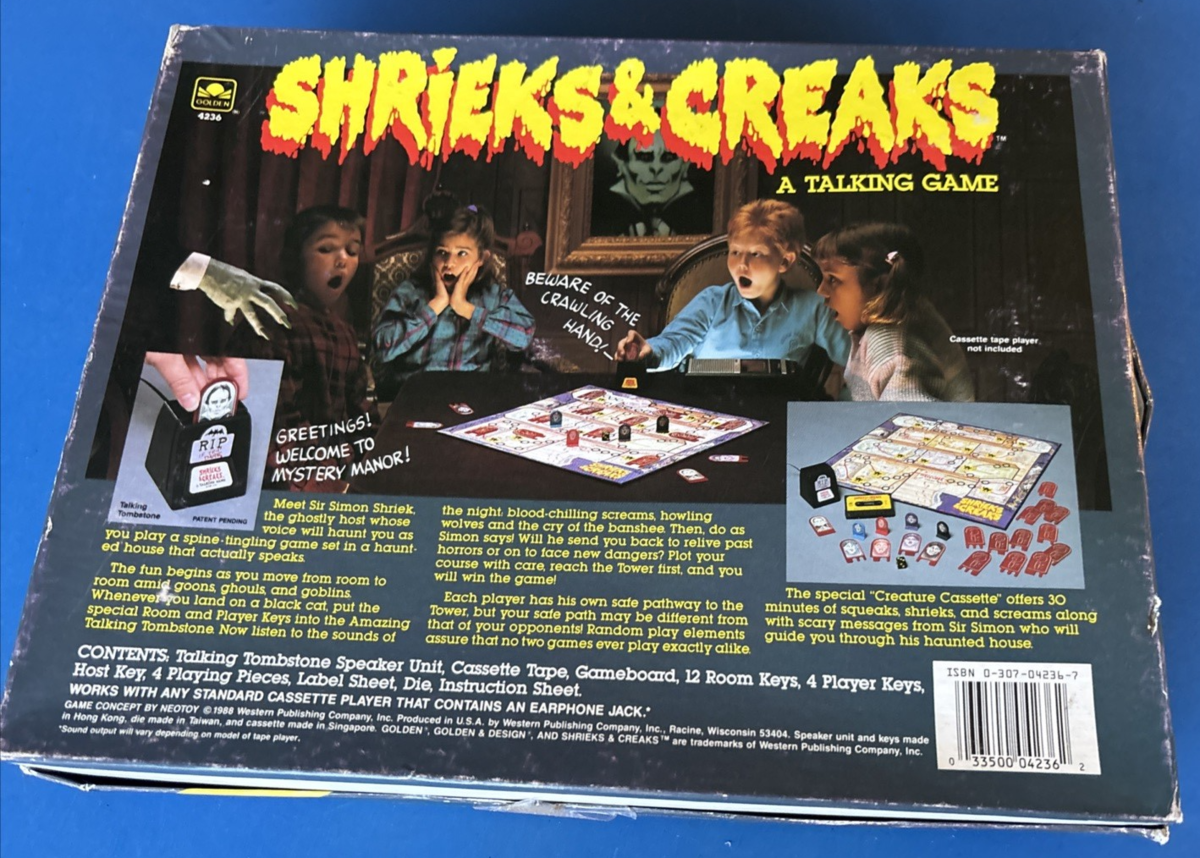 SHRIEKS & CREAKS™
GOLDEN®
4236
A TALKING GAME
BEWARE OF THE
CRAWLING
HAND!
Cassette tape player
not included
GREETINGS!
WELCOME TO
MYSTERY MANOR!
RIP
SHRIEKS
& CREAKS
Talking
Tombstone
PATENT PENDING
SHRIEKS
& CREAKS
SHRIEKS
& CREAKS
Meet Sir Simon Shriek,
the ghostly host whose
voice will haunt you as
you play a spine-tingling game set in a haunt-
ed house that actually speaks.
The fun begins as you move from room to
room amid goons, ghouls, and goblins.
Whenever you land on a black cat, put the
special Room and Player Keys into the Amazing
Talking Tombstone. Now listen to the sounds of
the night: blood-chilling screams, howling
wolves and the cry of the banshee. Then, do as
Simon says! Will he send you back to relive past
horrors or on to face new dangers? Plot your
course with care, reach the Tower first, and you
will win the game!
Each player has his own safe pathway to the
Tower, but your safe path may be different from
that of your opponents! Random play elements
assure that no two games ever play exactly alike.
The special "Creature Cassette" offers 30
minutes of squeaks, shrieks, and screams along
with scary messages from Sir Simon who will
guide you through his haunted house.
CONTENTS: Talking Tombstone Speaker Unit, Cassette Tape, Gameboard, 12 Room Keys, 4 Player Keys,
Host Key, 4 Playing Pieces, Label Sheet, Die, Instruction Sheet.
WORKS WITH ANY STANDARD CASSETTE PLAYER THAT CONTAINS AN EARPHONE JACK.*
GAME CONCEPT BY NEOTOY © 1988 Western Publishing Company, Inc. Produced in U.S.A. by Western Publishing Company, Inc., Racine, Wisconsin 53404. Speaker unit and keys made
in Hong Kong, die made in Taiwan, and cassette made in Singapore. GOLDEN®, GOLDEN & DESIGN®, AND SHRIEKS & CREAKS™ are trademarks of Western Publishing Company, Inc.
*Sound output will vary depending on model of tape player.
ISBN 0-307-04236-7
0 33500 04236 2